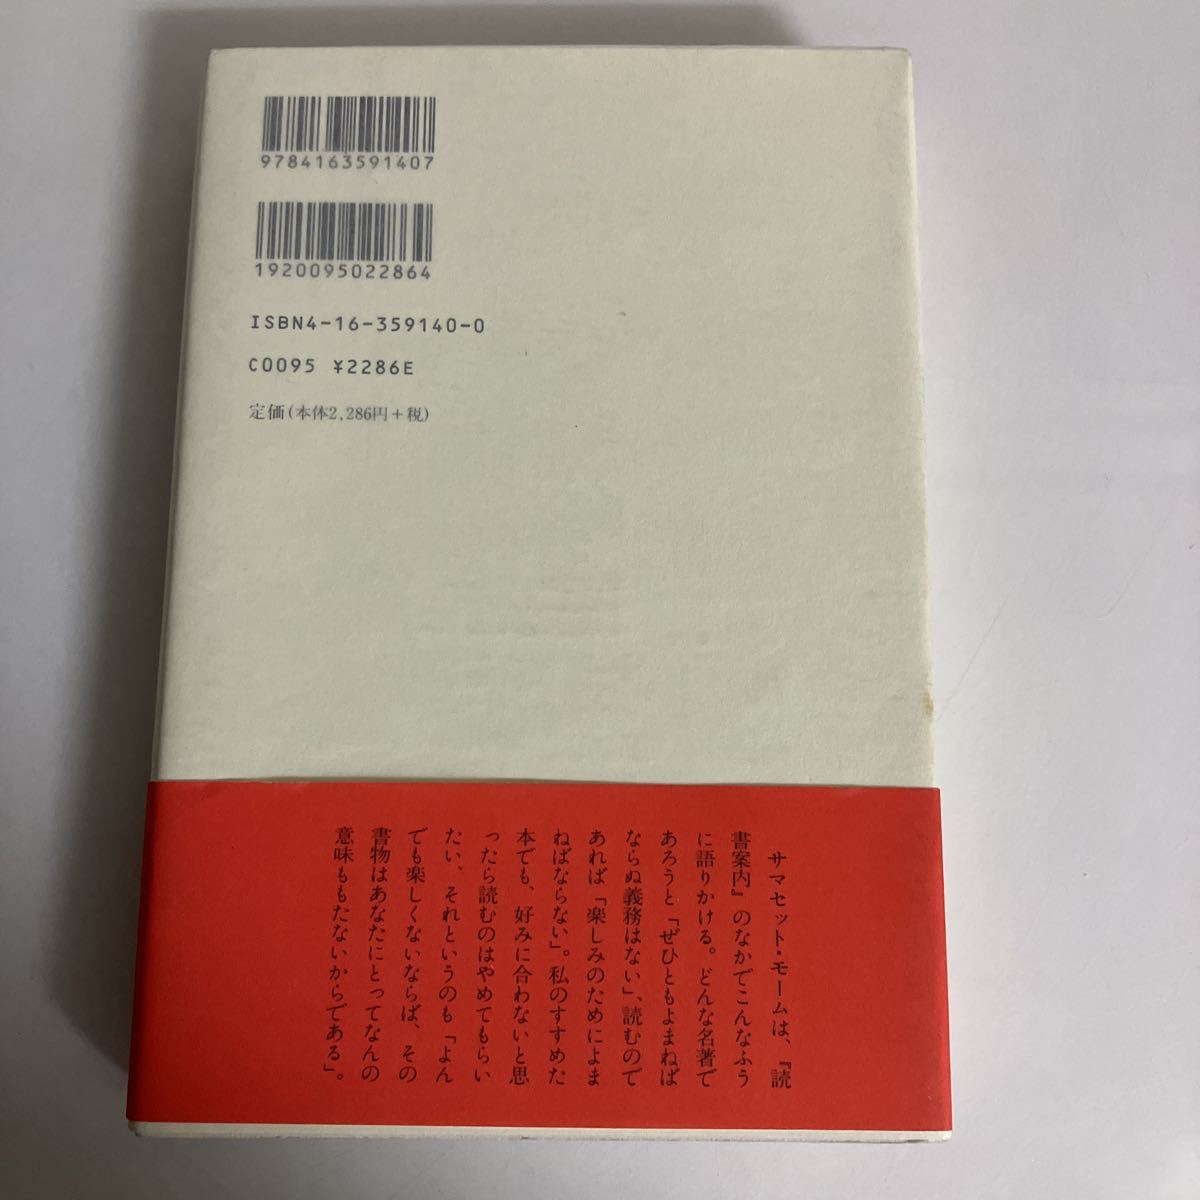 9784163591407
1920095022864
ISBN4-16-359140-0
C0095 ¥2286E
定価(本体2,286円+税)
サマセット・モームは、『読
書案内』のなかでこんなふう
に語りかける。どんな名著で
あろうと「ぜひともよまねば
ならぬ義務はない」、読むので
あれば「楽しみのためによま
ねばならない」。私のすすめた
本でも、好みに合わないと思
ったら読むのはやめてもらい
たい、それというのも「よん
でも楽しくないならば、その
書物はあなたにとってなんの
意味ももたないからである」。